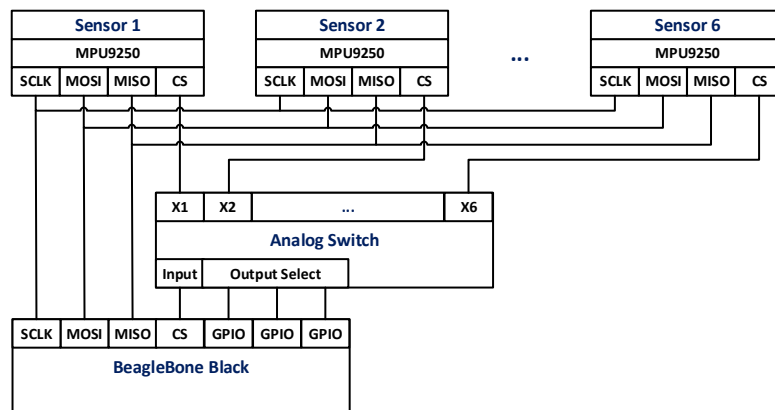 Sensor 1 Sensor 2 Sensor 6
MPU9250 MPU9250 ... MPU9250
SCLK MOSI MISO CS SCLK MOSI MISO CS SCLK MOSI MISO CS
X1 X2 ... X6
Analog Switch
Input Output Select
SCLK MOSI MISO CS GPIO GPIO GPIO
BeagleBone Black